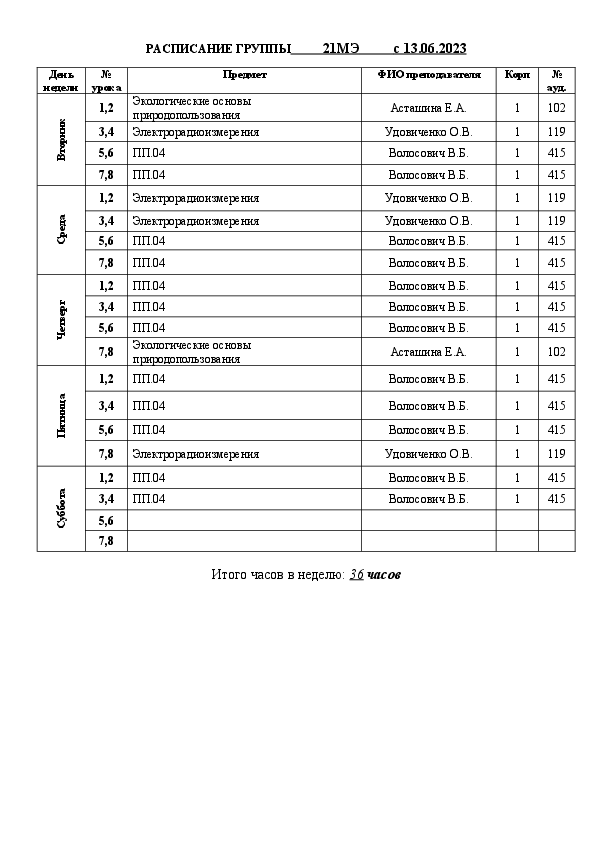 РАСПИСАНИЕ ГРУППЫ 21МЭ с 13.06.2023
День недели № урока Предмет ФИО преподавателя Корп № ауд.
Вторник
1,2 Экологические основы природопользования Асташина Е.А. 1 102
3,4 Электрорадиоизмерения Удовиченко О.В. 1 119
5,6 ПП.04 Волосович В.Б. 1 415
7,8 ПП.04 Волосович В.Б. 1 415
Среда
1,2 Электрорадиоизмерения Удовиченко О.В. 1 119
3,4 Электрорадиоизмерения Удовиченко О.В. 1 119
5,6 ПП.04 Волосович В.Б. 1 415
7,8 ПП.04 Волосович В.Б. 1 415
Четверг
1,2 ПП.04 Волосович В.Б. 1 415
3,4 ПП.04 Волосович В.Б. 1 415
5,6 ПП.04 Волосович В.Б. 1 415
7,8 Экологические основы природопользования Асташина Е.А. 1 102
Пятница
1,2 ПП.04 Волосович В.Б. 1 415
3,4 ПП.04 Волосович В.Б. 1 415
5,6 ПП.04 Волосович В.Б. 1 415
7,8 Электрорадиоизмерения Удовиченко О.В. 1 119
Суббота
1,2 ПП.04 Волосович В.Б. 1 415
3,4 ПП.04 Волосович В.Б. 1 415
5,6
7,8
Итого часов в неделю: 36 часов